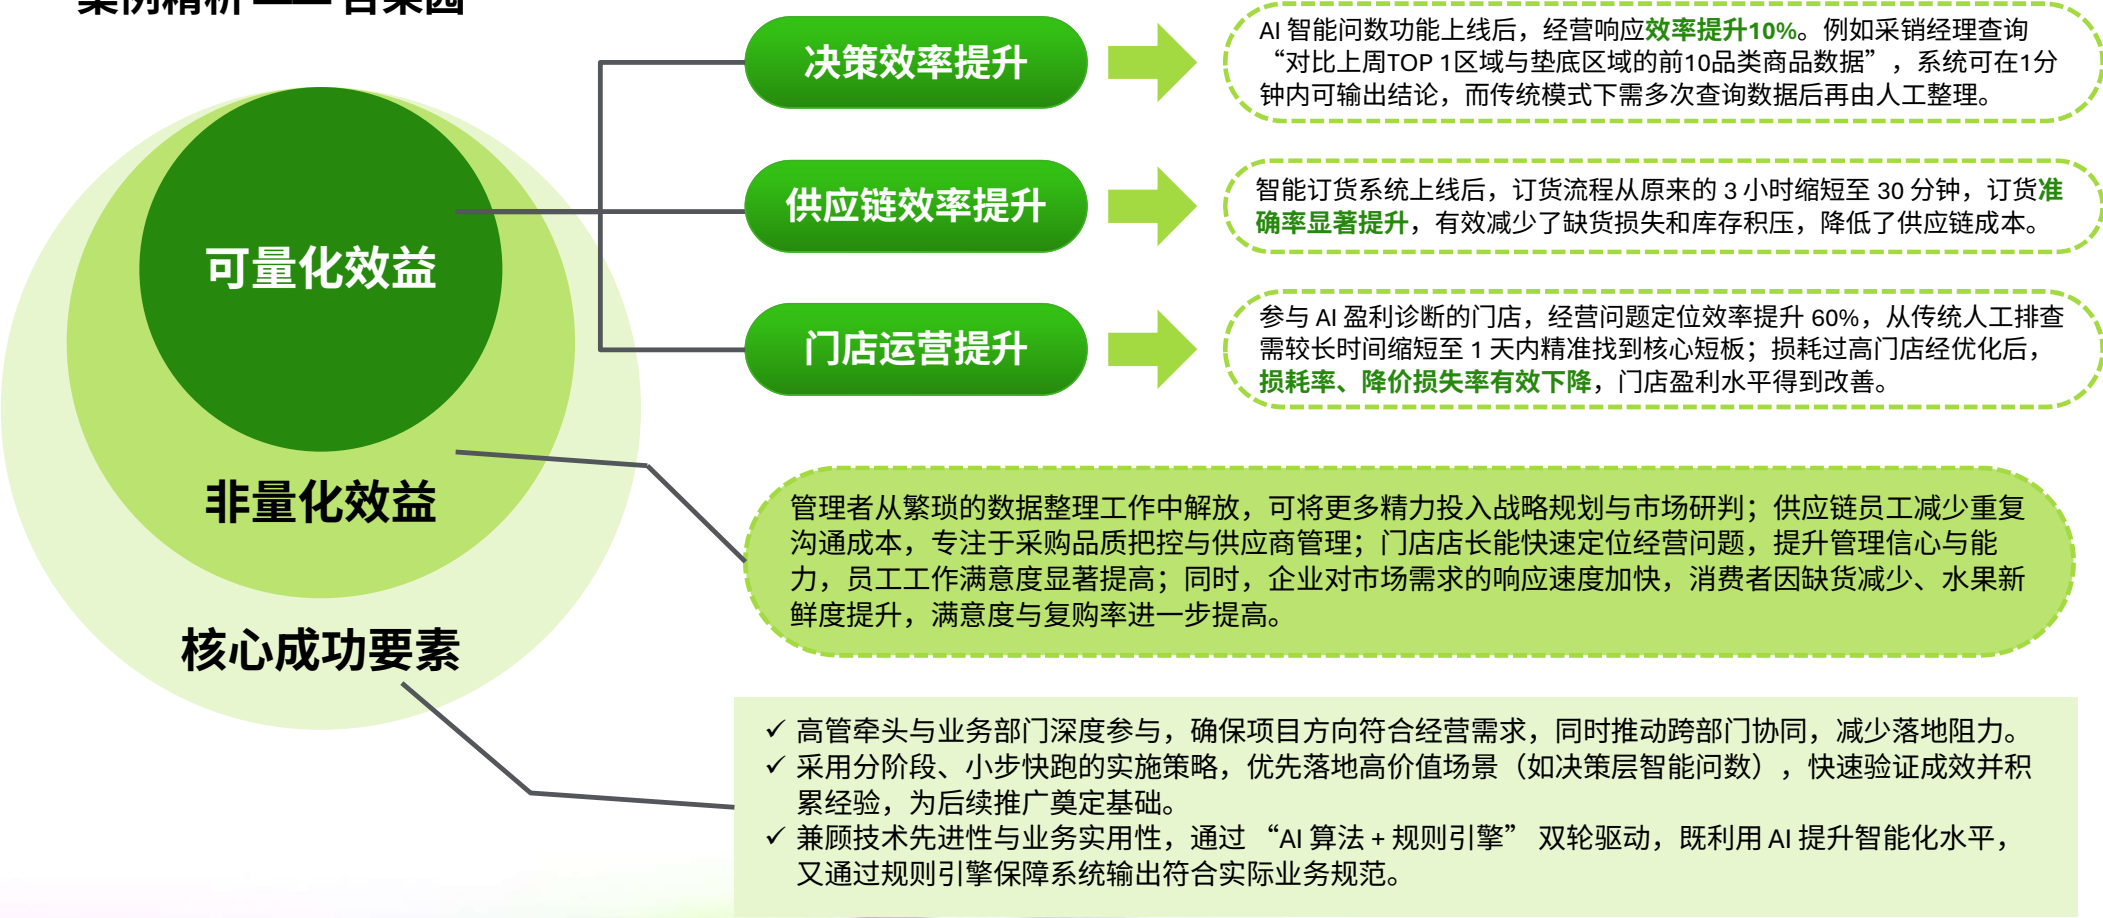 案例精析 —— 百果园
可量化效益
非量化效益
核心成功要素
决策效率提升
AI 智能问数功能上线后，经营响应效率提升10%。例如采销经理查询
“对比上周TOP 1区域与垫底区域的前10品类商品数据”，系统可在1分
钟内可输出结论，而传统模式下需多次查询数据后再由人工整理。
供应链效率提升
智能订货系统上线后，订货流程从原来的 3 小时缩短至 30 分钟，订货准
确率显著提升，有效减少了缺货损失和库存积压，降低了供应链成本。
门店运营提升
参与 AI 盈利诊断的门店，经营问题定位效率提升 60%，从传统人工排查
需较长时间缩短至 1 天内精准找到核心短板；损耗过高门店经优化后，
损耗率、降价损失率有效下降，门店盈利水平得到改善。
管理者从繁琐的数据整理工作中解放，可将更多精力投入战略规划与市场研判；供应链员工减少重复
沟通成本，专注于采购品质把控与供应商管理；门店店长能快速定位经营问题，提升管理信心与能
力，员工工作满意度显著提高；同时，企业对市场需求的响应速度加快，消费者因缺货减少、水果新
鲜度提升，满意度与复购率进一步提高。
✓ 高管牵头与业务部门深度参与，确保项目方向符合经营需求，同时推动跨部门协同，减少落地阻力。
✓ 采用分阶段、小步快跑的实施策略，优先落地高价值场景（如决策层智能问数），快速验证成效并积
累经验，为后续推广奠定基础。
✓ 兼顾技术先进性与业务实用性，通过 “AI 算法 + 规则引擎” 双轮驱动，既利用 AI 提升智能化水平，
又通过规则引擎保障系统输出符合实际业务规范。